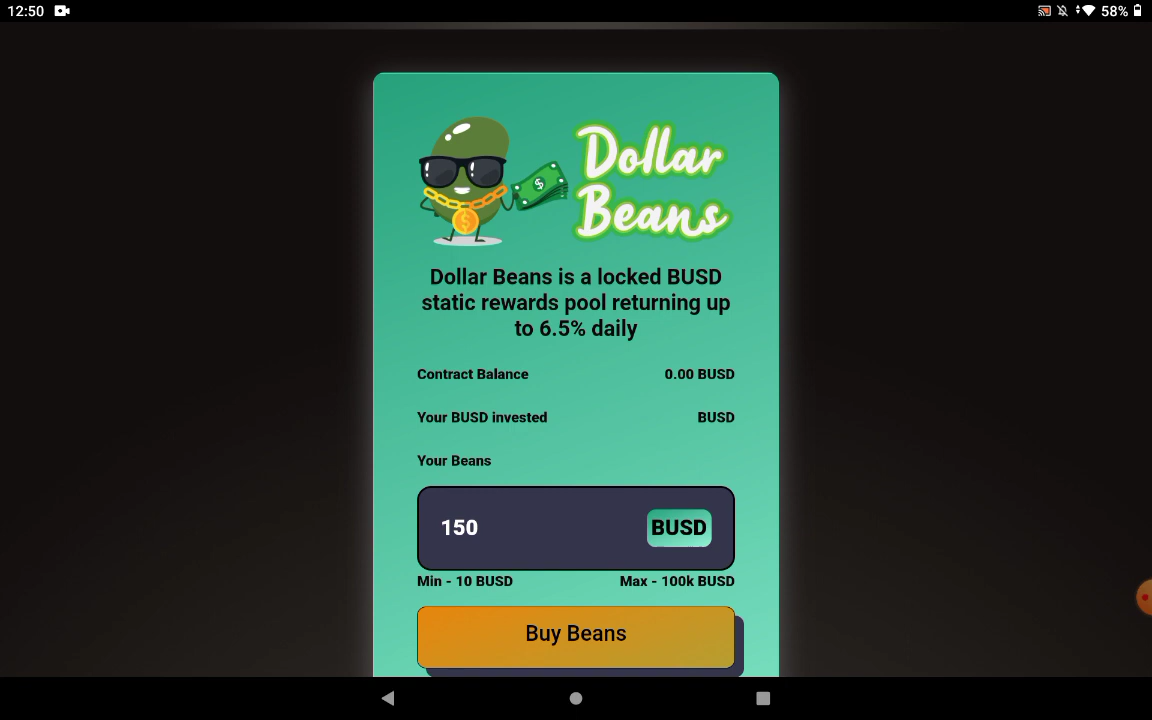 12:50
58%
Dollar
Beans
Dollar Beans is a locked BUSD
static rewards pool returning up
to 6.5% daily
Contract Balance 0.00 BUSD
Your BUSD invested BUSD
Your Beans
150 BUSD
Min - 10 BUSD Max - 100k BUSD
Buy Beans